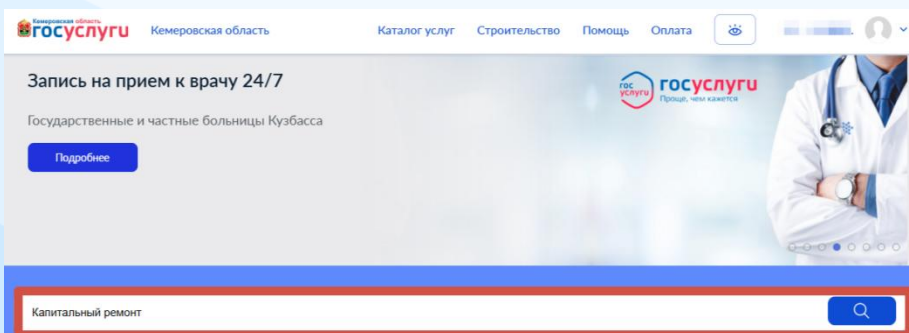 Кемеровская область
госуслуги
Кемеровская область
Каталог услуг
Строительство
Помощь
Оплата
Запись на прием к врачу 24/7
Государственные и частные больницы Кузбасса
Подробнее
гос
услуги
госуслуги
Проще, чем кажется
Капитальный ремонт